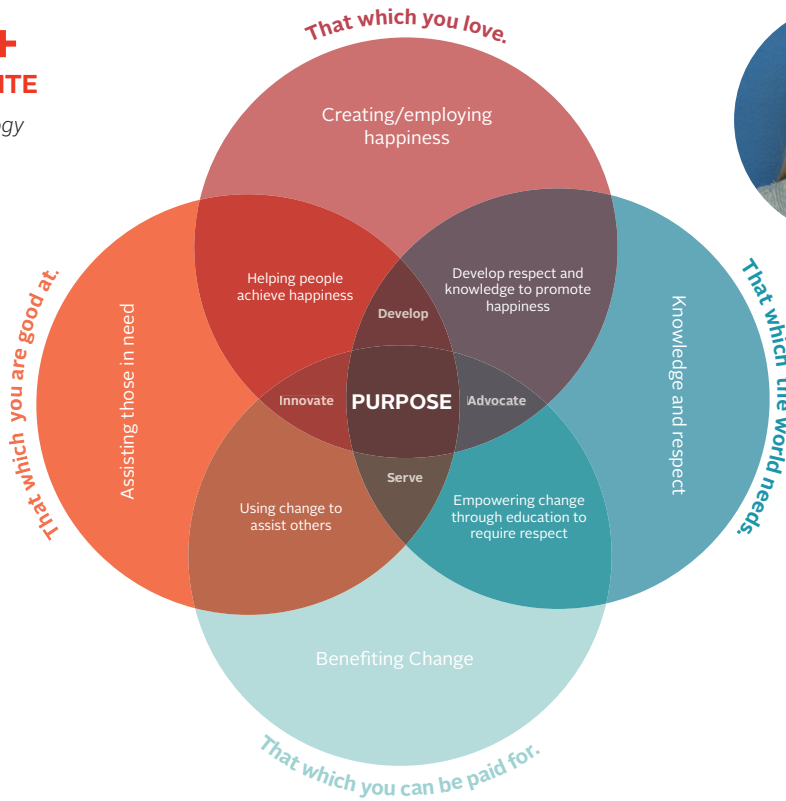 That which you love.
Creating/employing
happiness
Helping people
achieve happiness
Develop respect and
knowledge to promote
happiness
Develop
That which you are good at.
Assisting those in need
Innovate
PURPOSE
Advocate
Knowledge and respect
That which the world needs.
Serve
Using change to
assist others
Empowering change
through education to
require respect
Benefiting Change
That which you can be paid for.